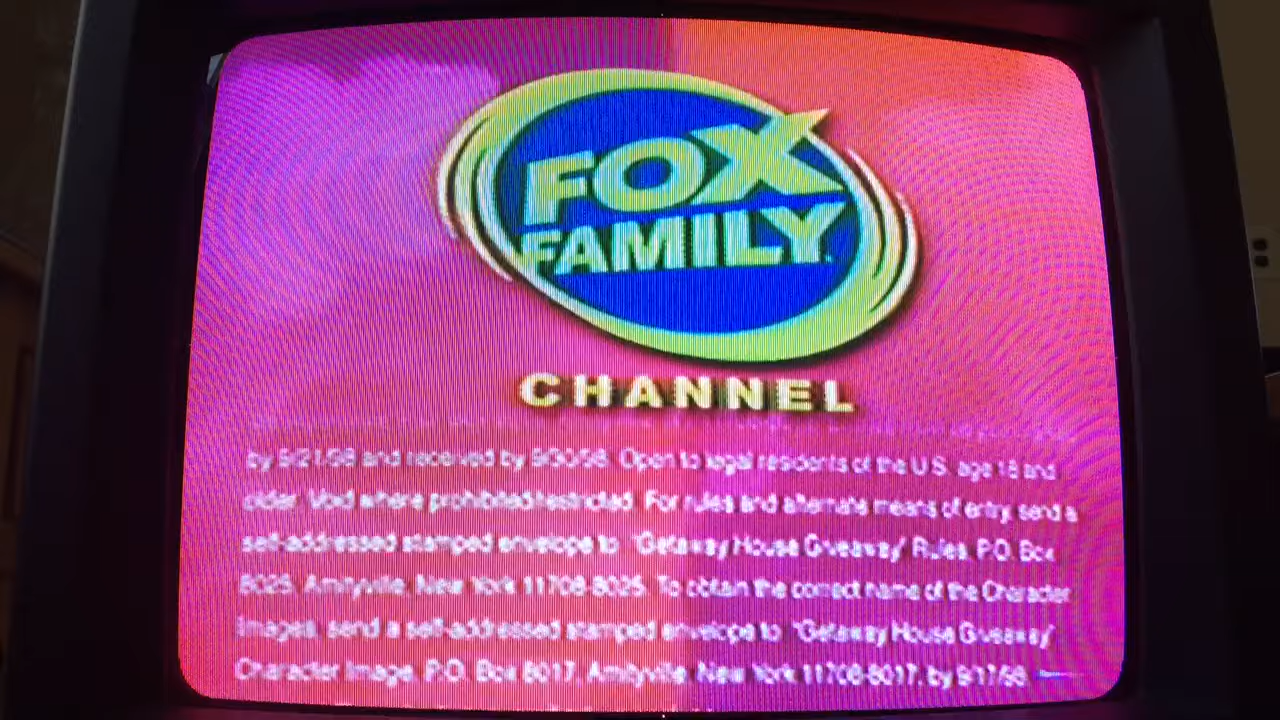 FOX
FAMILY
CHANNEL
by 9/21/98 and received by 9/30/98. Open to legal residents of the U.S. age 18 and
older. Void where prohibited/restricted. For rules and alternate means of entry, send a
self-addressed stamped envelope to "Getaway House Giveaway" Rules, P.O. Box
8025, Amityville, New York 11708-8025. To obtain the correct name of the Character
Images, send a self-addressed stamped envelope to "Getaway House Giveaway"
Character Image, P.O. Box 8017, Amityville, New York 11708-8017, by 9/17/98.